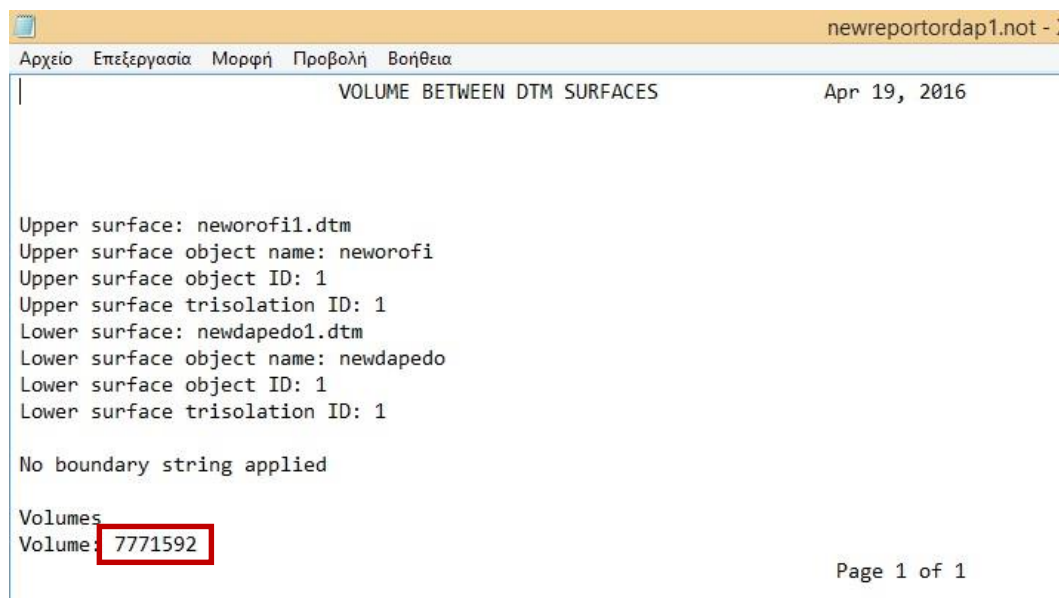 newreportordap1.not -
Αρχείο Επεξεργασία Μορφή Προβολή Βοήθεια
VOLUME BETWEEN DTM SURFACES Apr 19, 2016
Upper surface: neworofi1.dtm
Upper surface object name: neworofi
Upper surface object ID: 1
Upper surface trisolation ID: 1
Lower surface: newdapedo1.dtm
Lower surface object name: newdapedo
Lower surface object ID: 1
Lower surface trisolation ID: 1
No boundary string applied
Volumes
Volume: 7771592
Page 1 of 1